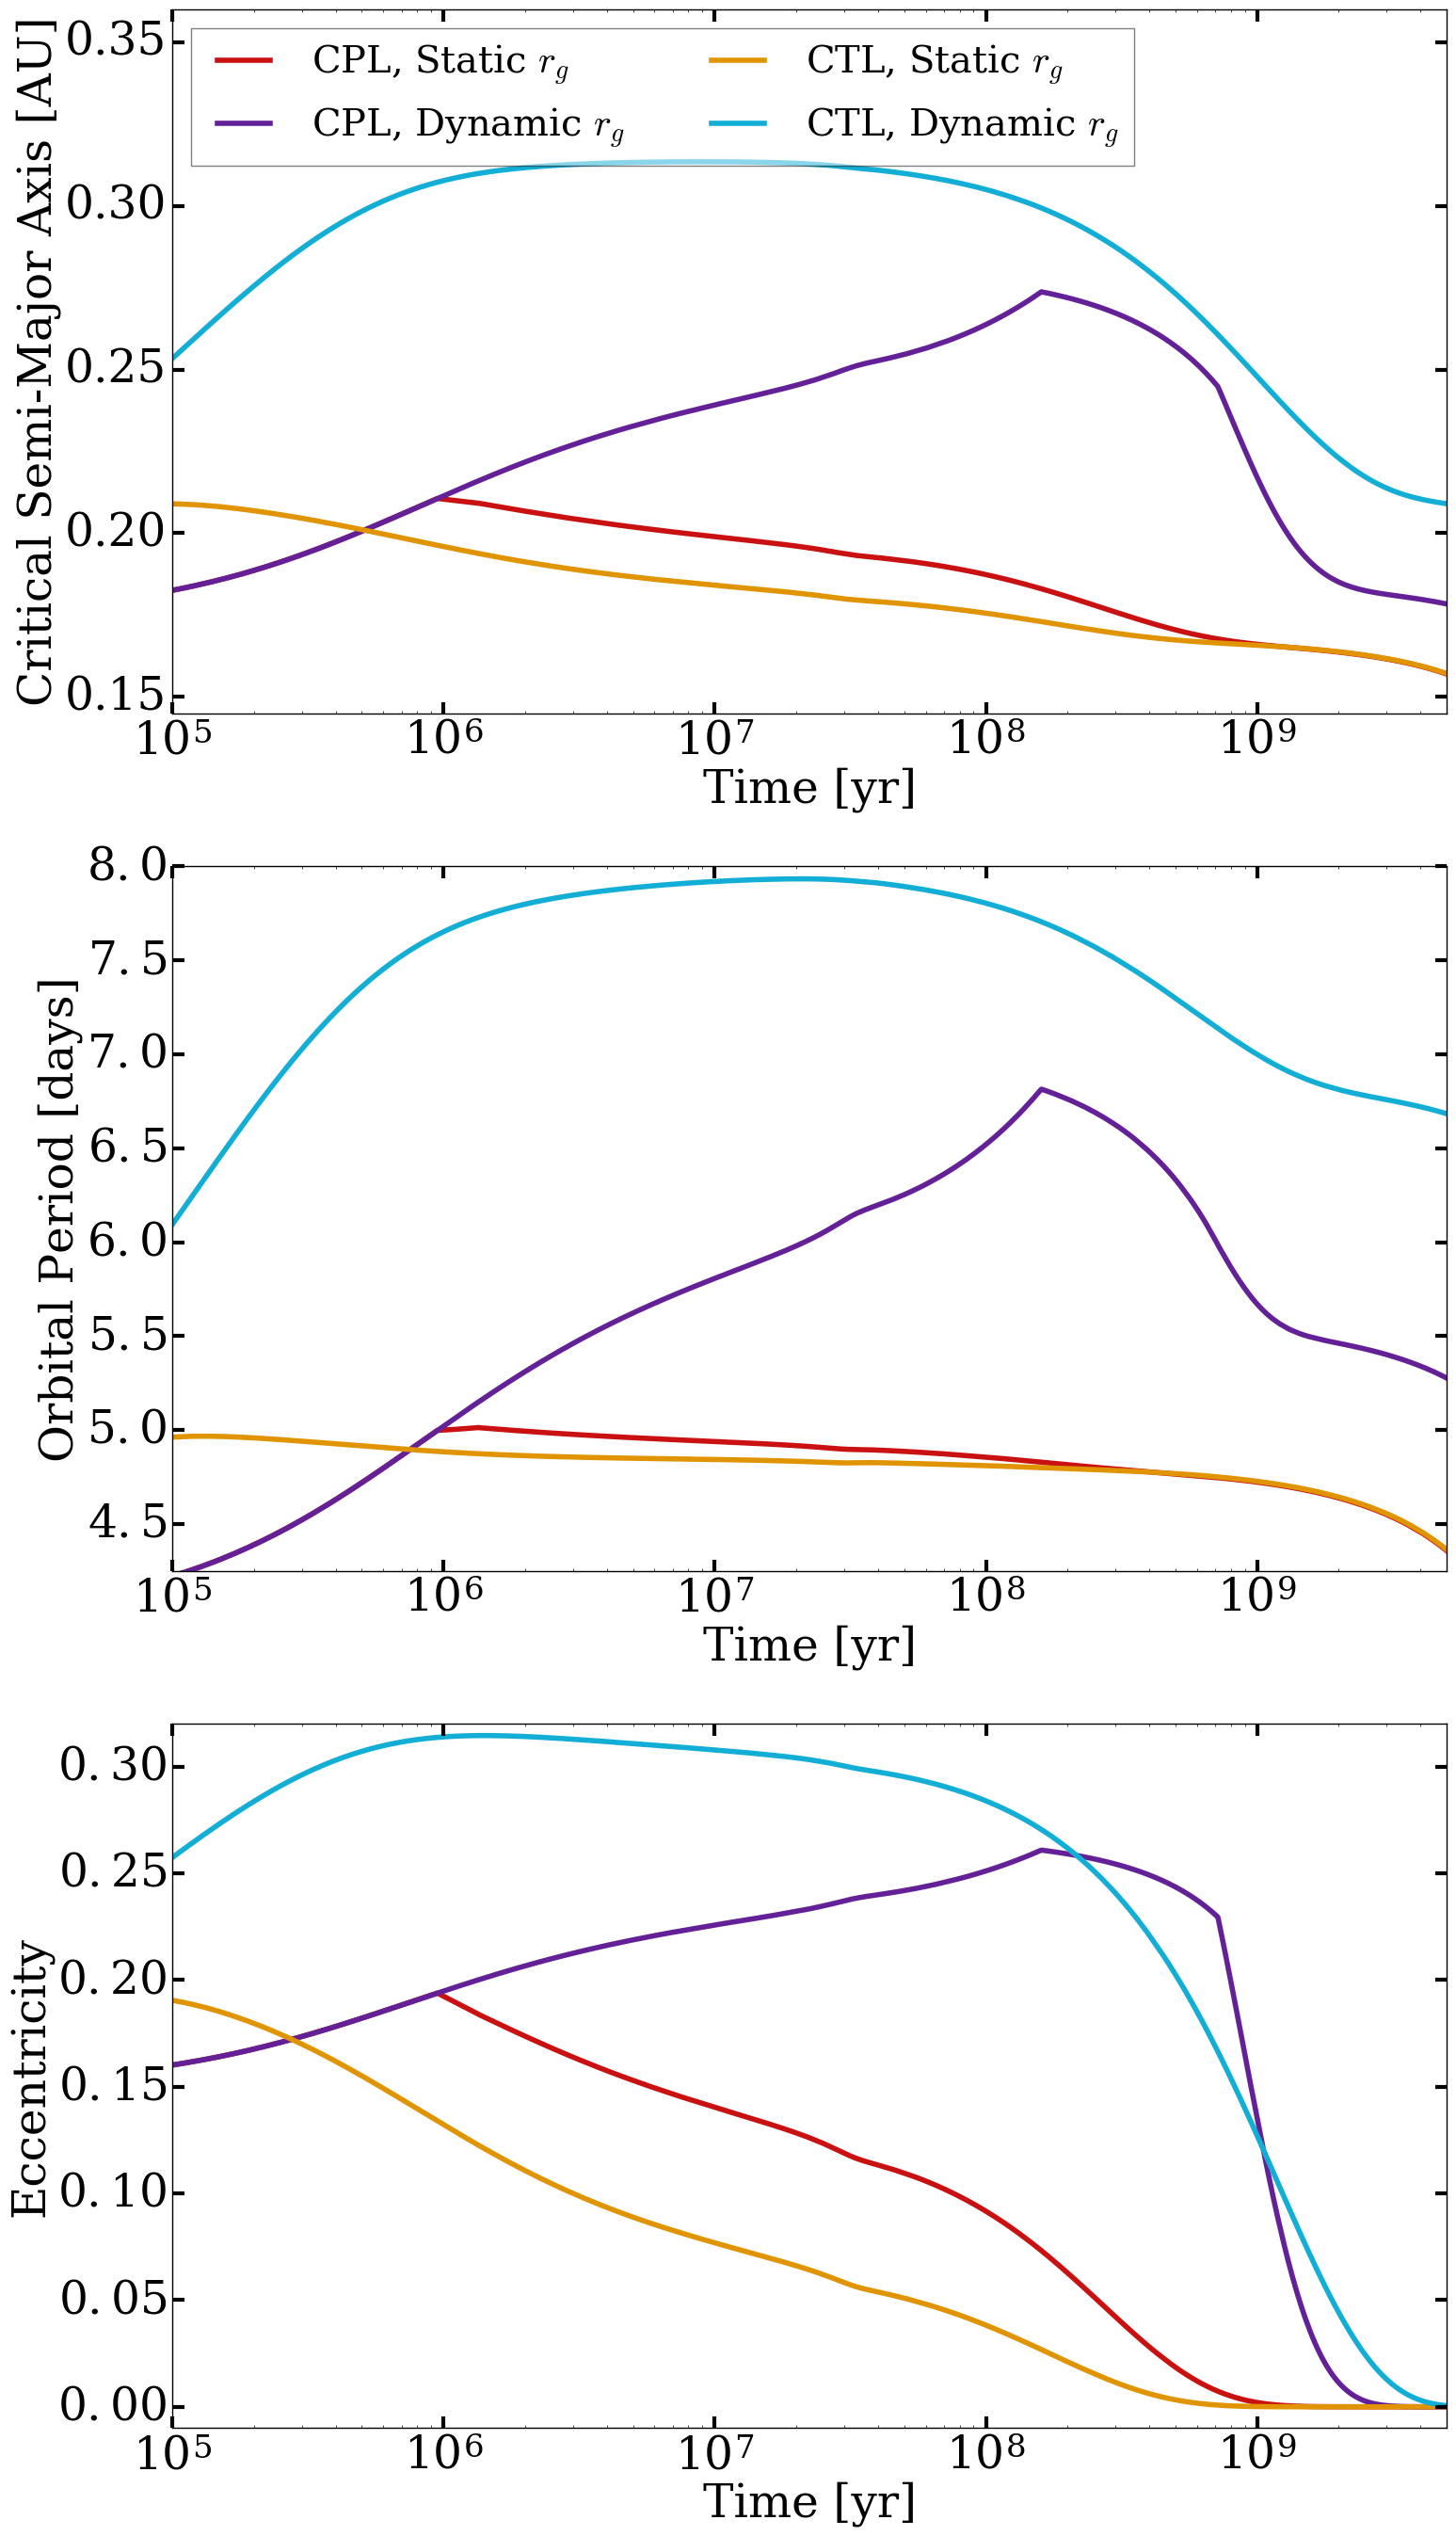 Critical Semi-Major Axis [AU]
0.35
0.30
0.25
0.20
0.15
CPL, Static r_g
CTL, Static r_g
CPL, Dynamic r_g
CTL, Dynamic r_g
10^5 10^6 10^7 10^8 10^9
Time [yr]
Orbital Period [days]
8.0
7.5
7.0
6.5
6.0
5.5
5.0
4.5
10^5 10^6 10^7 10^8 10^9
Time [yr]
Eccentricity
0.30
0.25
0.20
0.15
0.10
0.05
0.00
10^5 10^6 10^7 10^8 10^9
Time [yr]